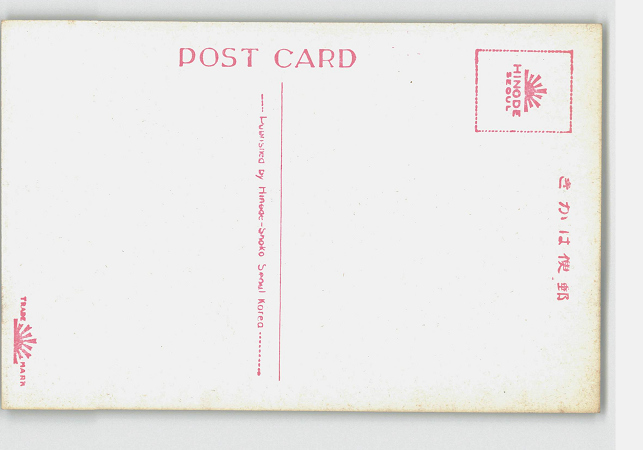 POST CARD
HINODE
SEOUL
Published by Hinode-Shoko Seoul Korea
きかは便郵
TRADE MARK